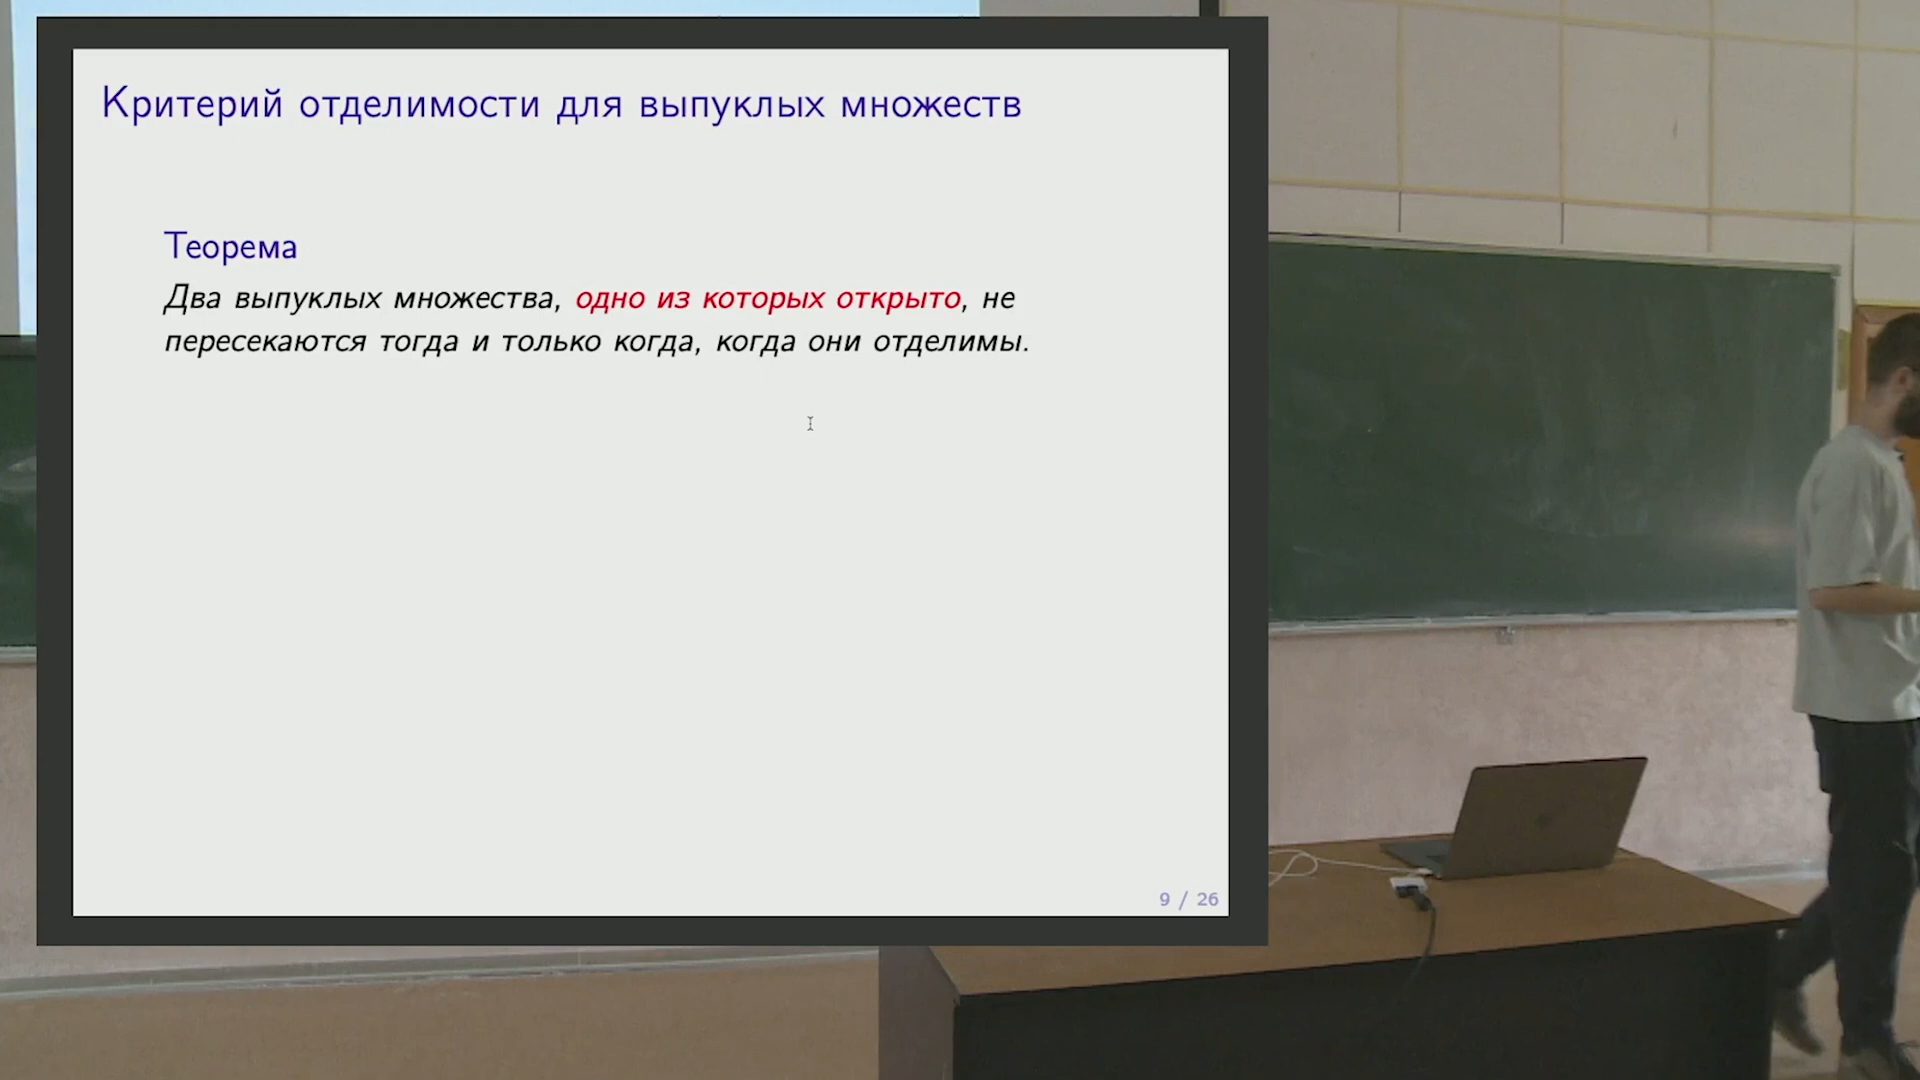 Критерий отделимости для выпуклых множеств
Теорема
Два выпуклых множества, одно из которых открыто, не
пересекаются тогда и только когда, когда они отделимы.
9 / 26